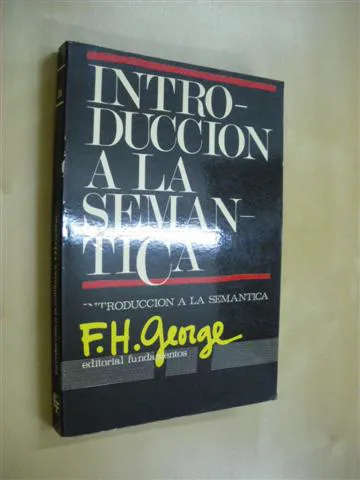 INTRO-
DUCCION
A LA
SEMAN-
TICA
INTRODUCCION A LA SEMANTICA
F.H. George
editorial fundamentos